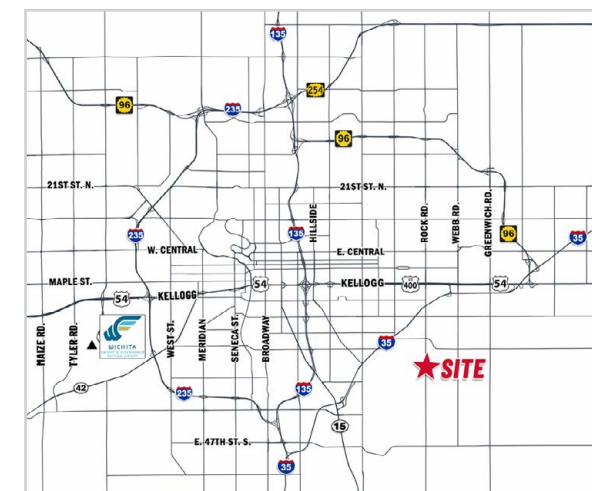 135
254
96
235
96
21ST ST. N.
21ST ST. N.
HILLSIDE
ROCK RD.
WEBB RD.
GREENWICH RD.
235
135
96
35
W. CENTRAL
E. CENTRAL
MAPLE ST.
54
KELLOGG
54
KELLOGG
400
54
WICHITA
MAIZE RD.
TYLER RD.
WEST ST.
MERIDIAN
SENECA ST.
BROADWAY
35
SITE
42
235
135
15
E. 47TH ST. S.
35